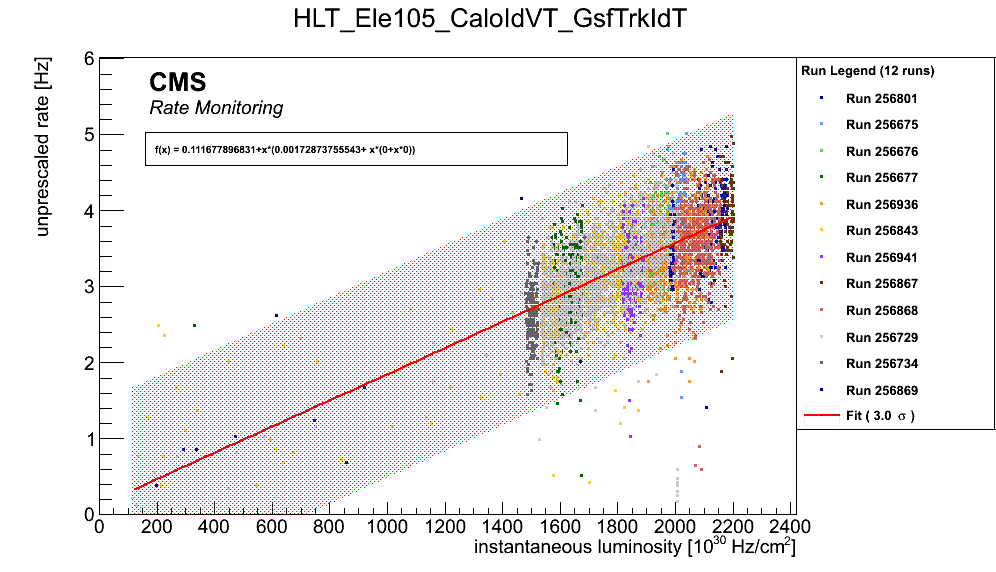 HLT_Ele105_CaloIdVT_GsfTrkIdT
unprescaled rate [Hz]
6
5
4
3
2
1
0
CMS
Rate Monitoring
f(x) = 0.111677896831+x*(0.00172873755543+ x*(0+x*0))
0 200 400 600 800 1000 1200 1400 1600 1800 2000 2200 2400
instantaneous luminosity [10³⁰ Hz/cm²]
Run Legend (12 runs)
Run 256801
Run 256675
Run 256676
Run 256677
Run 256936
Run 256843
Run 256941
Run 256867
Run 256868
Run 256729
Run 256734
Run 256869
Fit ( 3.0 σ )